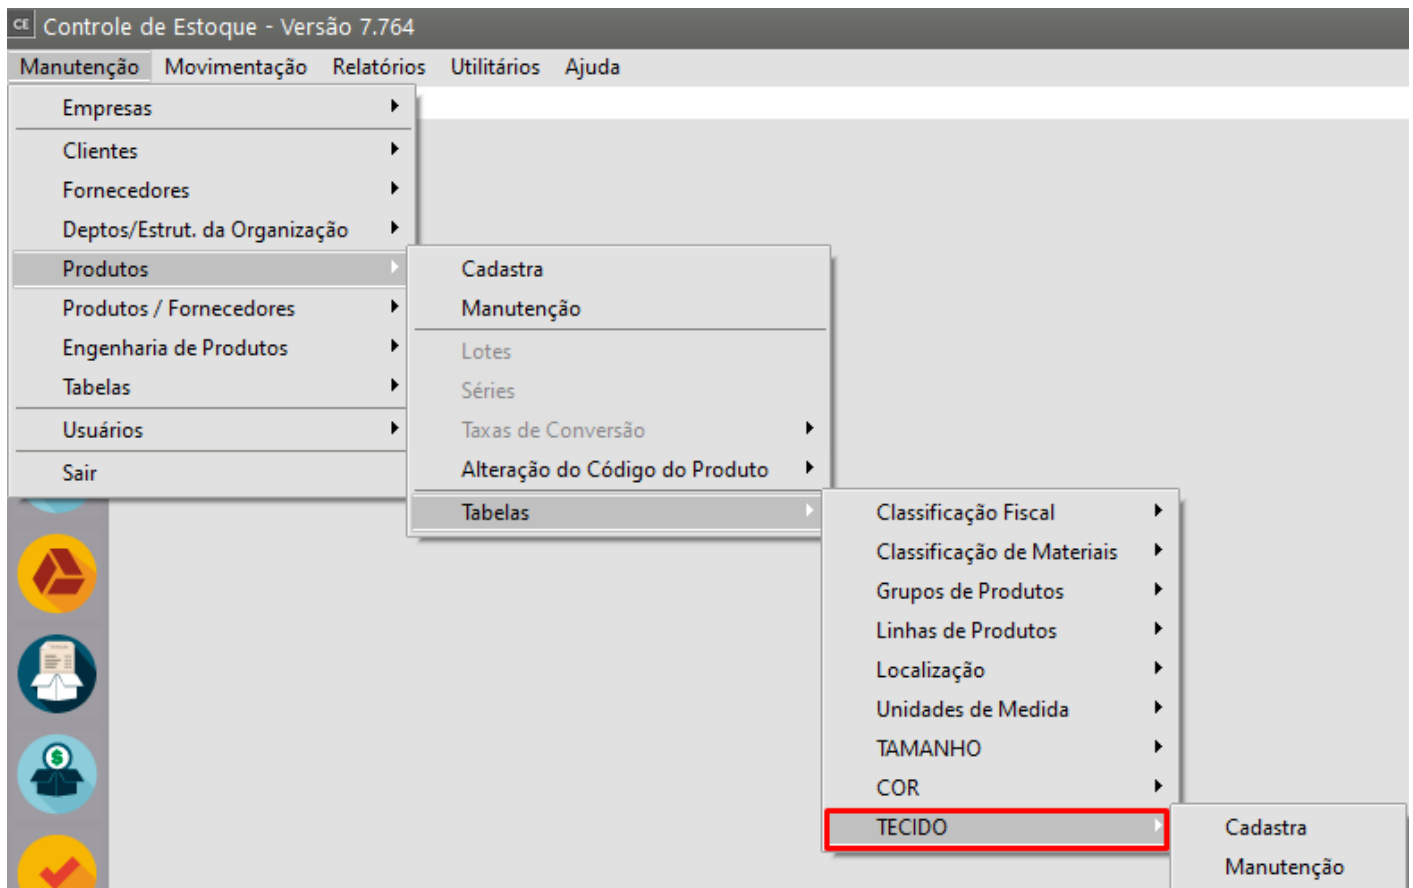 CE Controle de Estoque - Versão 7.764
Manutenção Movimentação Relatórios Utilitários Ajuda
Empresas
Clientes
Fornecedores
Deptos/Estrut. da Organização
Produtos
Produtos / Fornecedores
Engenharia de Produtos
Tabelas
Usuários
Sair
Cadastra
Manutenção
Lotes
Séries
Taxas de Conversão
Alteração do Código do Produto
Tabelas
Classificação Fiscal
Classificação de Materiais
Grupos de Produtos
Linhas de Produtos
Localização
Unidades de Medida
TAMANHO
COR
TECIDO
Cadastra
Manutenção